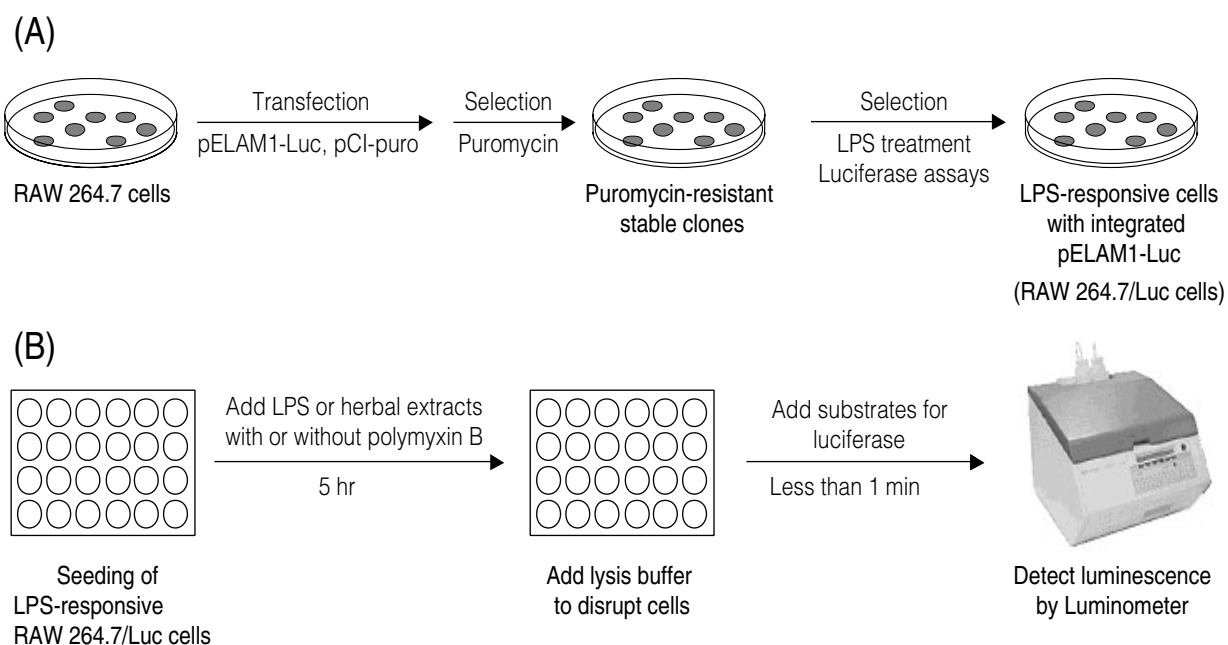 (A)
Transfection
pELAM1-Luc, pCI-puro
Selection
Puromycin
Selection
LPS treatment
Luciferase assays
RAW 264.7 cells
Puromycin-resistant
stable clones
LPS-responsive cells
with integrated
pELAM1-Luc
(RAW 264.7/Luc cells)
(B)
Add LPS or herbal extracts
with or without polymyxin B
5 hr
Add substrates for
luciferase
Less than 1 min
Seeding of
LPS-responsive
RAW 264.7/Luc cells
Add lysis buffer
to disrupt cells
Detect luminescence
by Luminometer